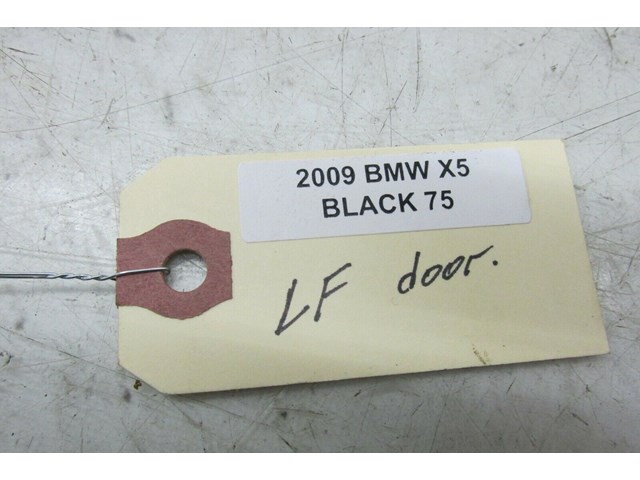 2009 BMW X5
BLACK 75
LF door.